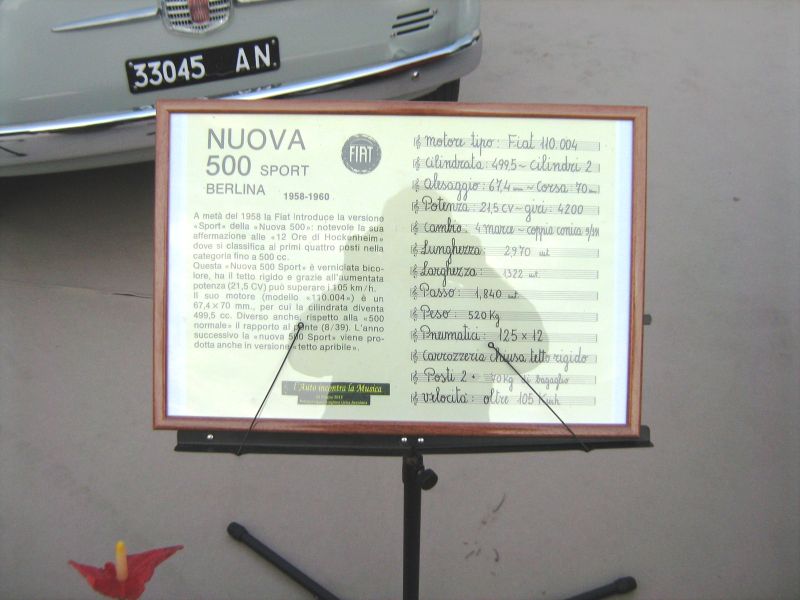 33045 AN
NUOVA
500 SPORT
BERLINA
1958-1960
FIAT
A metà del 1958 la Fiat introduce la versione
«Sport» della «Nuova 500»: notevole la sua
affermazione alle «12 Ore di Hockenheim»
dove si classifica ai primi quattro posti nella
categoria fino a 500 cc.
Questa «Nuova 500 Sport» è verniciata bico-
lore, ha il tetto rigido e grazie all'aumentata
potenza (21,5 CV) può superare i 105 km/h.
Il suo motore (modello «110.004») è un
67,4×70 mm., per cui la cilindrata diventa
499,5 cc. Diverso anche, rispetto alla «500
normale» il rapporto al ponte (8/39). L'anno
successivo la «nuova 500 Sport» viene pro-
dotta anche in versione «tetto apribile».
l'Auto incontra la Musica
motore tipo: Fiat 110.004
Cilindrata: 499,5 ~ Cilindri 2
Alesaggio: 67,4 mm ~ Corsa 70 mm
Potenza: 21,5 CV ~ giri: 4200
Cambio: 4 marce ~ coppia conica
Lunghezza: 2,970 mt.
Larghezza: 1322 mt.
Passo: 1,840 mt
Peso: 520 Kg
Pneumatici: 125 × 12
Carrozzeria chiusa tetto rigido
Posti 2 + 70 Kg di bagaglio
Velocità: oltre 105 Km/h